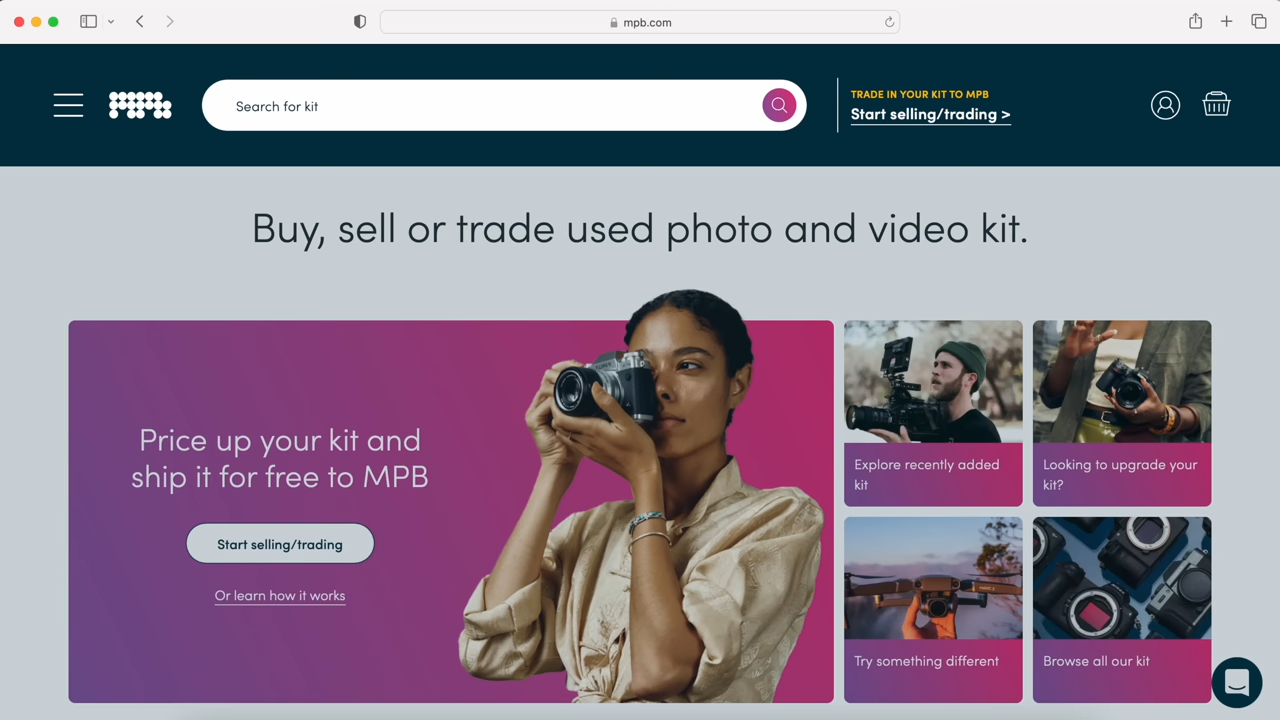 mpb.com
mpb
Search for kit
TRADE IN YOUR KIT TO MPB
Start selling/trading >
Buy, sell or trade used photo and video kit.
Price up your kit and
ship it for free to MPB
Start selling/trading
Or learn how it works
Explore recently added
kit
Looking to upgrade your
kit?
Try something different
Browse all our kit